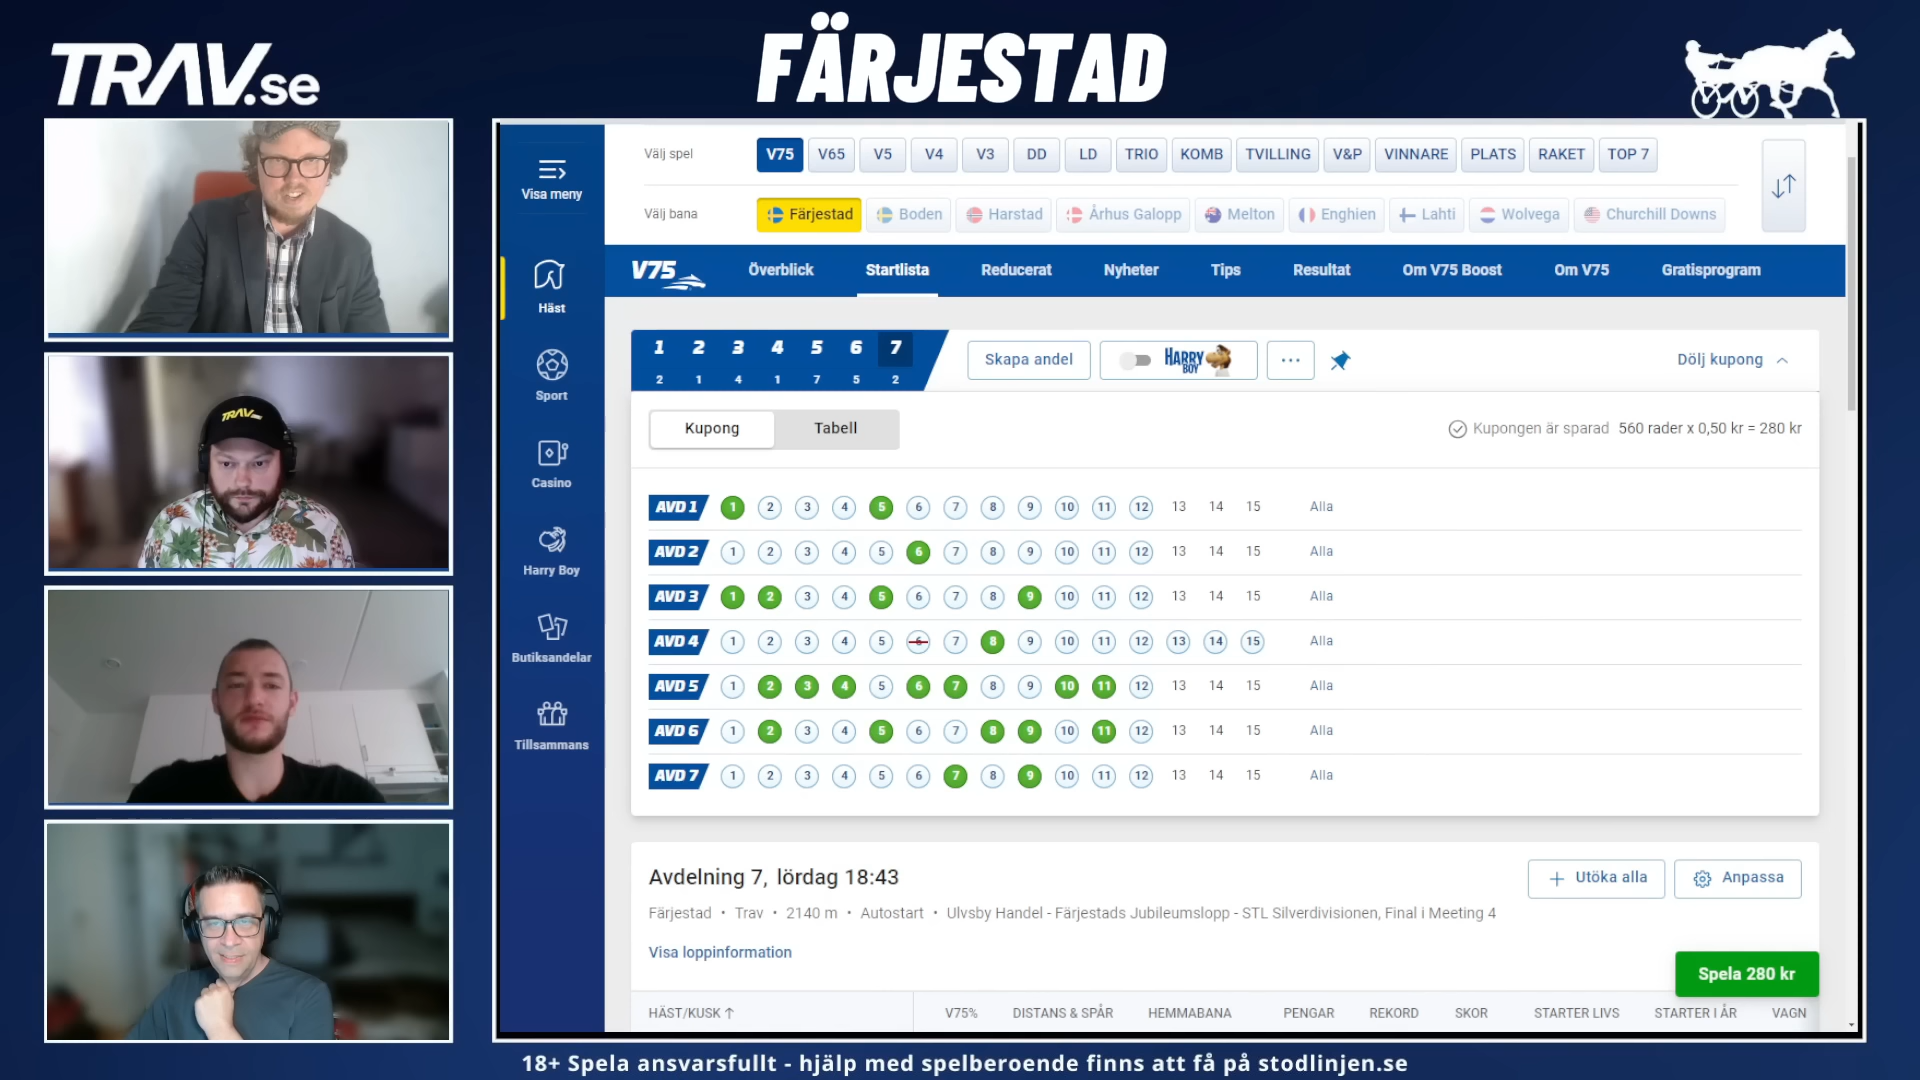 TRAV.se
FÄRJESTAD
TRAV.se
Visa meny
Häst
Sport
Casino
Harry Boy
Butiksandelar
Tillsammans
Välj spel V75 V65 V5 V4 V3 DD LD TRIO KOMB TVILLING V&P VINNARE PLATS RAKET TOP 7
Välj bana Färjestad Boden Harstad Århus Galopp Melton Enghien Lahti Wolvega Churchill Downs
V75 Överblick Startlista Reducerat Nyheter Tips Resultat Om V75 Boost Om V75 Gratisprogram
1 2 3 4 5 6 7
2 1 4 1 7 5 2
Skapa andel HARRY BOY ... Dölj kupong
Kupong Tabell Kupongen är sparad 560 rader x 0,50 kr = 280 kr
AVD 1 1 2 3 4 5 6 7 8 9 10 11 12 13 14 15 Alla
AVD 2 1 2 3 4 5 6 7 8 9 10 11 12 13 14 15 Alla
AVD 3 1 2 3 4 5 6 7 8 9 10 11 12 13 14 15 Alla
AVD 4 1 2 3 4 5 6 7 8 9 10 11 12 13 14 15 Alla
AVD 5 1 2 3 4 5 6 7 8 9 10 11 12 13 14 15 Alla
AVD 6 1 2 3 4 5 6 7 8 9 10 11 12 13 14 15 Alla
AVD 7 1 2 3 4 5 6 7 8 9 10 11 12 13 14 15 Alla
Avdelning 7, lördag 18:43 + Utöka alla Anpassa
Färjestad • Trav • 2140 m • Autostart • Ulvsby Handel - Färjestads Jubileumslopp - STL Silverdivisionen, Final i Meeting 4
Visa loppinformation
Spela 280 kr
HÄST/KUSK ↑ V75% DISTANS & SPÅR HEMMABANA PENGAR REKORD SKOR STARTER LIVS STARTER I ÅR VAGN
18+ Spela ansvarsfullt - hjälp med spelberoende finns att få på stodlinjen.se